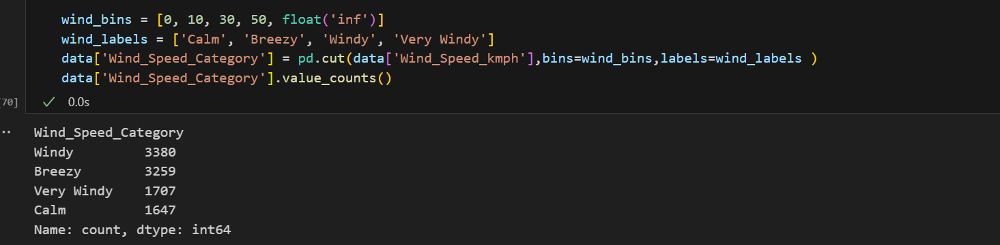 wind_bins = [0, 10, 30, 50, float('inf')]
wind_labels = ['Calm', 'Breezy', 'Windy', 'Very Windy']
data['Wind_Speed_Category'] = pd.cut(data['Wind_Speed_kmph'],bins=wind_bins,labels=wind_labels )
data['Wind_Speed_Category'].value_counts()
[70] ✓ 0.0s
Wind_Speed_Category
Windy 3380
Breezy 3259
Very Windy 1707
Calm 1647
Name: count, dtype: int64